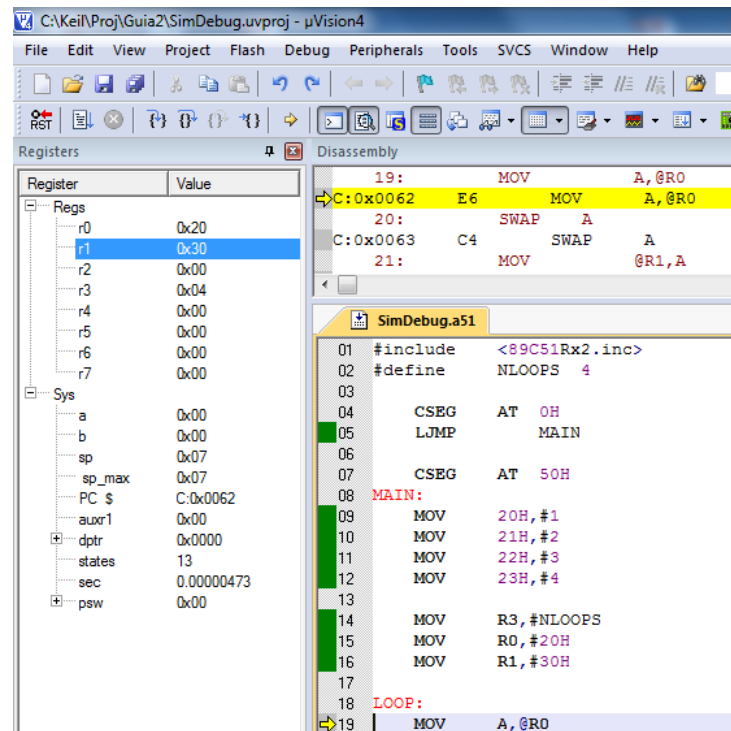 C:\Keil\Proj\Guia2\SimDebug.uvproj - µVision4
File Edit View Project Flash Debug Peripherals Tools SVCS Window Help
RST
Registers
Register Value
Regs
r0 0x20
r1 0x30
r2 0x00
r3 0x04
r4 0x00
r5 0x00
r6 0x00
r7 0x00
Sys
a 0x00
b 0x00
sp 0x07
sp_max 0x07
PC $ C:0x0062
auxr1 0x00
dptr 0x0000
states 13
sec 0.00000473
psw 0x00
Disassembly
19: MOV A,@R0
C:0x0062 E6 MOV A,@R0
20: SWAP A
C:0x0063 C4 SWAP A
21: MOV @R1,A
SimDebug.a51
01 #include <89C51Rx2.inc>
02 #define NLOOPS 4
03
04 CSEG AT 0H
05 LJMP MAIN
06
07 CSEG AT 50H
08 MAIN:
09 MOV 20H,#1
10 MOV 21H,#2
11 MOV 22H,#3
12 MOV 23H,#4
13
14 MOV R3,#NLOOPS
15 MOV R0,#20H
16 MOV R1,#30H
17
18 LOOP:
19 MOV A,@R0